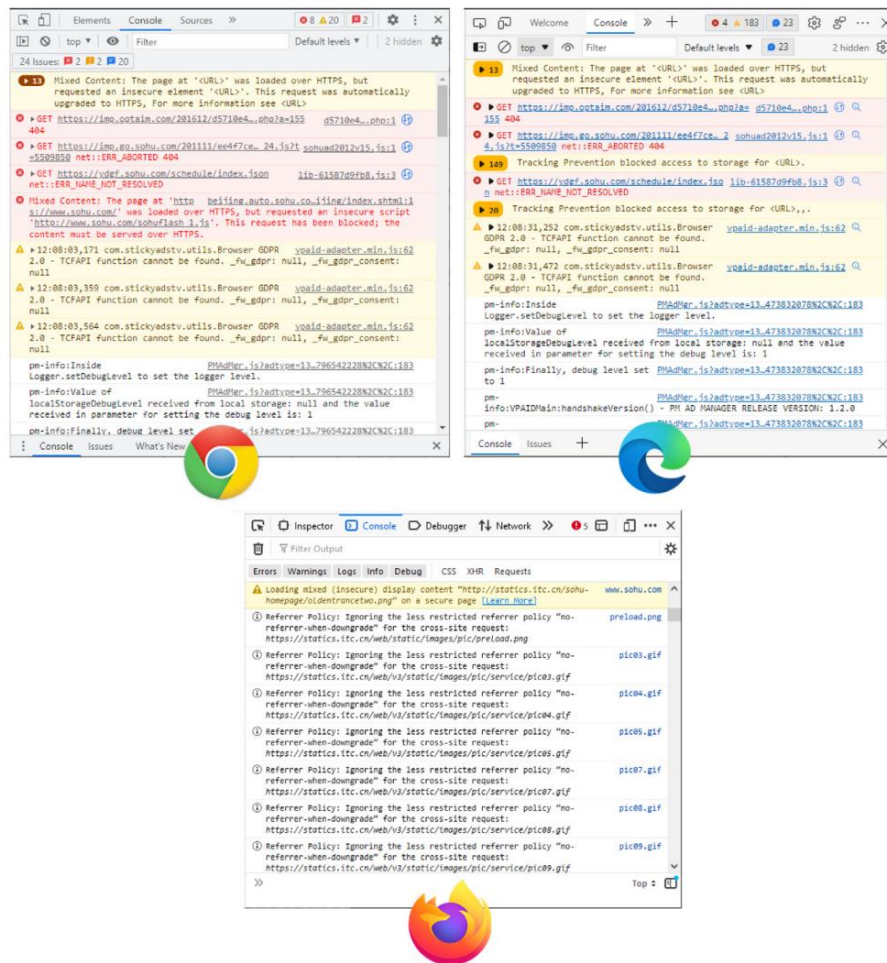 Elements Console Sources » 8 20 2
top ▼ Filter Default levels ▼ 2 hidden
24 Issues: 2 2 20
13 Mixed Content: The page at '<URL>' was loaded over HTTPS, but
requested an insecure element '<URL>'. This request was automatically
upgraded to HTTPS, For more information see <URL>
GET https://imp.optaim.com/201612/d5710e4….php?a=155 d5710e4….php:1
404
GET https://imp.go.sohu.com/201111/ee4f7ce… 24.js?t sohuad2012v15.js:1
=5509850 net::ERR_ABORTED 404
GET https://ydgf.sohu.com/schedule/index.json lib-61587d9fb8.js:3
net::ERR_NAME_NOT_RESOLVED
Mixed Content: The page at 'http beijing.auto.sohu.co…ijing/index.shtml:1
s://www.sohu.com/' was loaded over HTTPS, but requested an insecure script
'http://www.sohu.com/sohuflash_1.js'. This request has been blocked; the
content must be served over HTTPS.
12:08:03,171 com.stickyadstv.utils.Browser GDPR vpaid-adapter.min.js:62
2.0 - TCFAPI function cannot be found. _fw_gdpr: null, _fw_gdpr_consent:
null
12:08:03,359 com.stickyadstv.utils.Browser GDPR vpaid-adapter.min.js:62
2.0 - TCFAPI function cannot be found. _fw_gdpr: null, _fw_gdpr_consent:
null
12:08:03,564 com.stickyadstv.utils.Browser GDPR vpaid-adapter.min.js:62
2.0 - TCFAPI function cannot be found. _fw_gdpr: null, _fw_gdpr_consent:
null
pm-info:Inside PMAdMgr.js?adtype=13…796542228%2C%2C:183
Logger.setDebugLevel to set the logger level.
pm-info:Value of PMAdMgr.js?adtype=13…796542228%2C%2C:183
localStorageDebugLevel received from local storage: null and the value
received in parameter for setting the debug level is: 1
pm-info:Finally, debug level set PMAdMgr.js?adtype=13…796542228%2C%2C:183
Console Issues What's New
Welcome Console » 4 183 23
top ▼ Filter Default levels ▼ 23 2 hidden
13 Mixed Content: The page at '<URL>' was loaded over HTTPS, but
requested an insecure element '<URL>'. This request was automatically
upgraded to HTTPS, For more information see <URL>
GET https://imp.optaim.com/201612/d5710e4….php?a= d5710e4….php:1
155 404
GET https://imp.go.sohu.com/201111/ee4f7ce… 2 sohuad2012v15.js:1
4.js?t=5509850 net::ERR_ABORTED 404
149 Tracking Prevention blocked access to storage for <URL>.
GET https://ydgf.sohu.com/schedule/index.jso lib-61587d9fb8.js:3
n net::ERR_NAME_NOT_RESOLVED
20 Tracking Prevention blocked access to storage for <URL>,,.
12:08:31,252 com.stickyadstv.utils.Browser vpaid-adapter.min.js:62
GDPR 2.0 - TCFAPI function cannot be found.
_fw_gdpr: null, _fw_gdpr_consent: null
12:08:31,472 com.stickyadstv.utils.Browser vpaid-adapter.min.js:62
GDPR 2.0 - TCFAPI function cannot be found.
_fw_gdpr: null, _fw_gdpr_consent: null
pm-info:Inside PMAdMgr.js?adtype=13…473832078%2C%2C:183
Logger.setDebugLevel to set the logger level.
pm-info:Value of PMAdMgr.js?adtype=13…473832078%2C%2C:183
localStorageDebugLevel received from local storage: null and the value
received in parameter for setting the debug level is: 1
pm-info:Finally, debug level set PMAdMgr.js?adtype=13…473832078%2C%2C:183
to 1
pm- PMAdMgr.js?adtype=13…473832078%2C%2C:183
info:VPAIDMain:handshakeVersion() - PM AD MANAGER RELEASE VERSION: 1.2.0
pm- PMAdMgr.js?adtype=13…473832078%2C%2C:183
Console Issues
Inspector Console Debugger Network » 5
Filter Output
Errors Warnings Logs Info Debug CSS XHR Requests
Loading mixed (insecure) display content "http://statics.itc.cn/sohu- www.sohu.com
homepage/oldentrancetwo.png" on a secure page [Learn More]
Referrer Policy: Ignoring the less restricted referrer policy "no- preload.png
referrer-when-downgrade" for the cross-site request:
https://statics.itc.cn/web/static/images/pic/preload.png
Referrer Policy: Ignoring the less restricted referrer policy "no- pic03.gif
referrer-when-downgrade" for the cross-site request:
https://statics.itc.cn/web/v3/static/images/pic/service/pic03.gif
Referrer Policy: Ignoring the less restricted referrer policy "no- pic04.gif
referrer-when-downgrade" for the cross-site request:
https://statics.itc.cn/web/v3/static/images/pic/service/pic04.gif
Referrer Policy: Ignoring the less restricted referrer policy "no- pic05.gif
referrer-when-downgrade" for the cross-site request:
https://statics.itc.cn/web/v3/static/images/pic/service/pic05.gif
Referrer Policy: Ignoring the less restricted referrer policy "no- pic07.gif
referrer-when-downgrade" for the cross-site request:
https://statics.itc.cn/web/v3/static/images/pic/service/pic07.gif
Referrer Policy: Ignoring the less restricted referrer policy "no- pic08.gif
referrer-when-downgrade" for the cross-site request:
https://statics.itc.cn/web/v3/static/images/pic/service/pic08.gif
Referrer Policy: Ignoring the less restricted referrer policy "no- pic09.gif
referrer-when-downgrade" for the cross-site request:
https://statics.itc.cn/web/v3/static/images/pic/service/pic09.gif
» Top